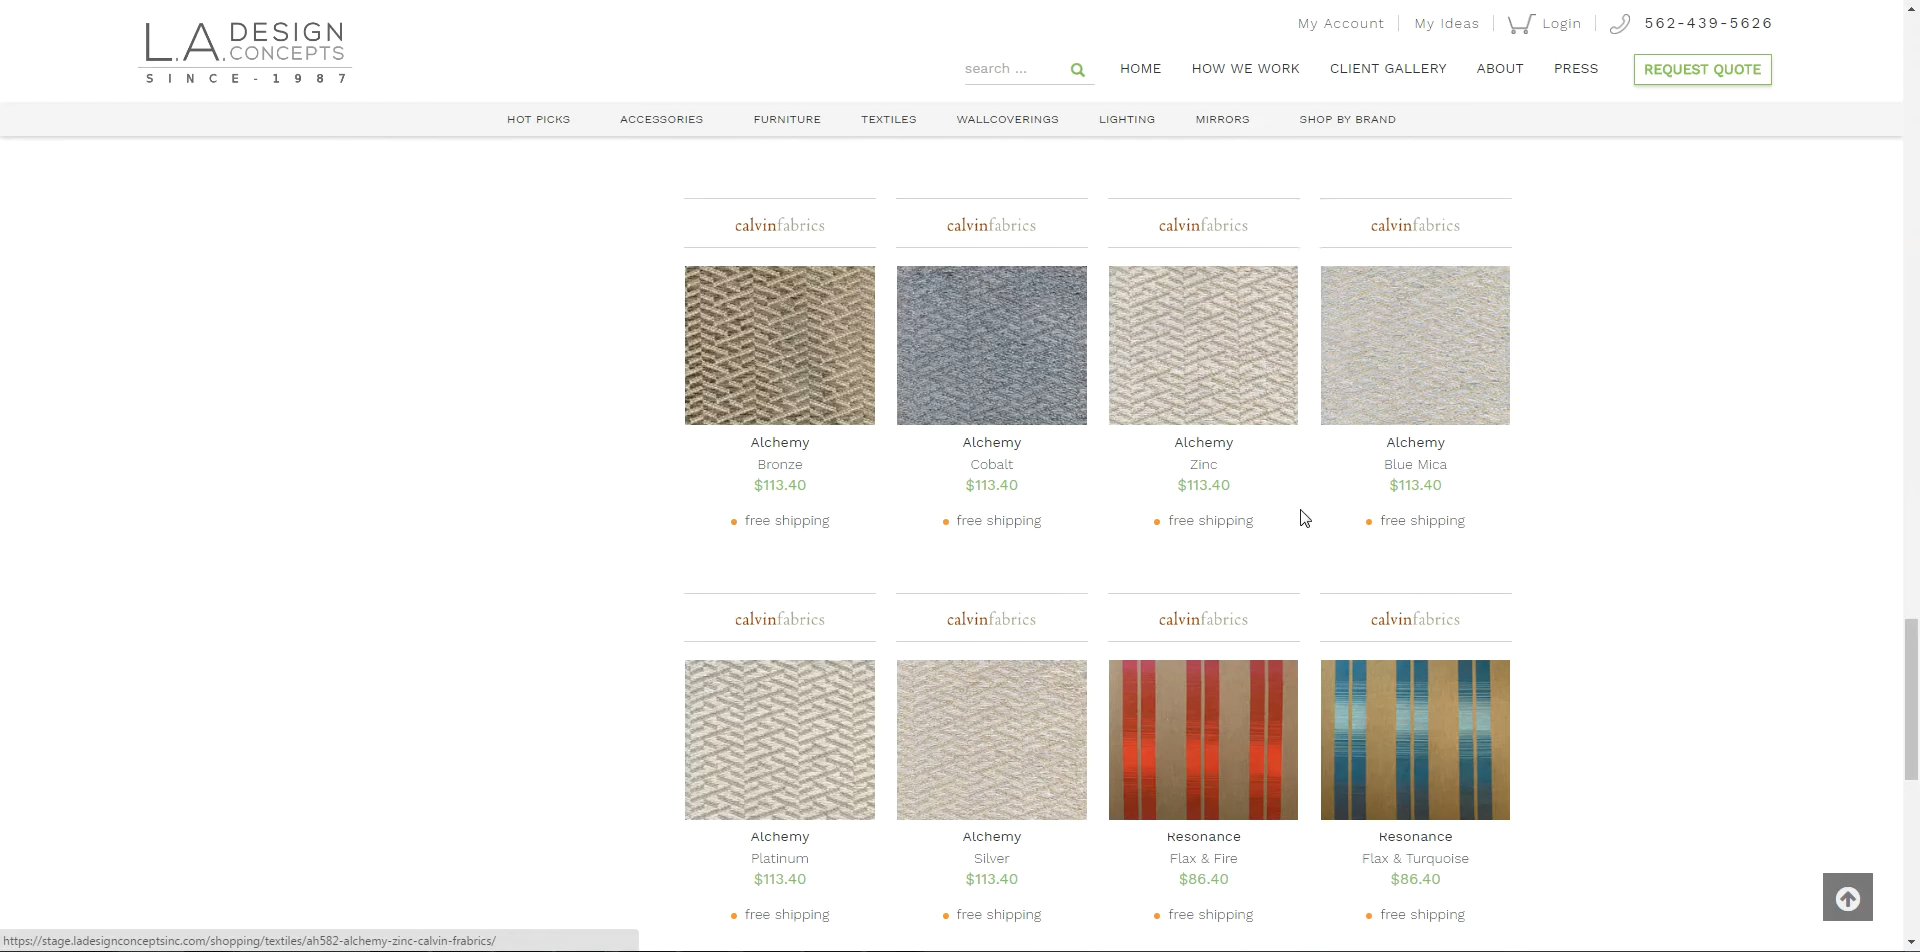 L.A. DESIGN CONCEPTS
SINCE-1987
My Account
My Ideas
Login
562-439-5626
search ...
HOME
HOW WE WORK
CLIENT GALLERY
ABOUT
PRESS
REQUEST QUOTE
HOT PICKS
ACCESSORIES
FURNITURE
TEXTILES
WALLCOVERINGS
LIGHTING
MIRRORS
SHOP BY BRAND
calvinfabrics
calvinfabrics
calvinfabrics
calvinfabrics
Alchemy
Bronze
$113.40
free shipping
Alchemy
Cobalt
$113.40
free shipping
Alchemy
Zinc
$113.40
free shipping
Alchemy
Blue Mica
$113.40
free shipping
calvinfabrics
calvinfabrics
calvinfabrics
calvinfabrics
Alchemy
Platinum
$113.40
free shipping
Alchemy
Silver
$113.40
free shipping
Resonance
Flax & Fire
$86.40
free shipping
Resonance
Flax & Turquoise
$86.40
free shipping
https://stage.ladesignconceptsinc.com/shopping/textiles/ah582-alchemy-zinc-calvin-frabrics/